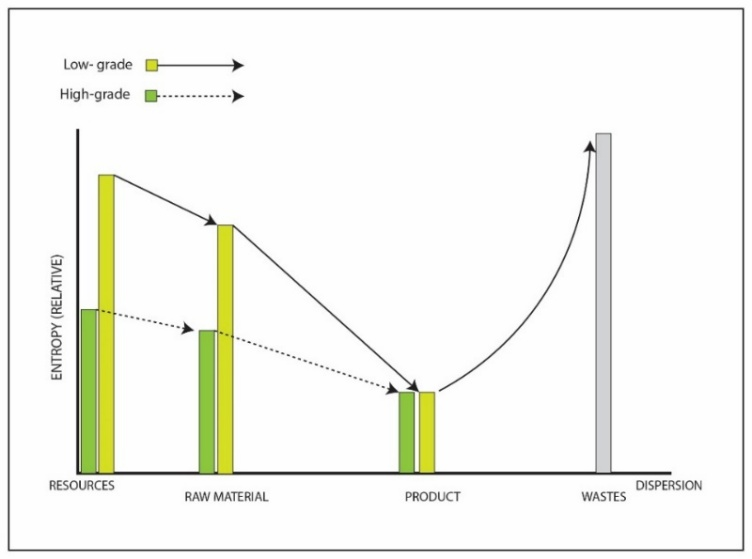 Low- grade
High-grade
ENTROPY (RELATIVE)
RESOURCES
RAW MATERIAL
PRODUCT
WASTES
DISPERSION